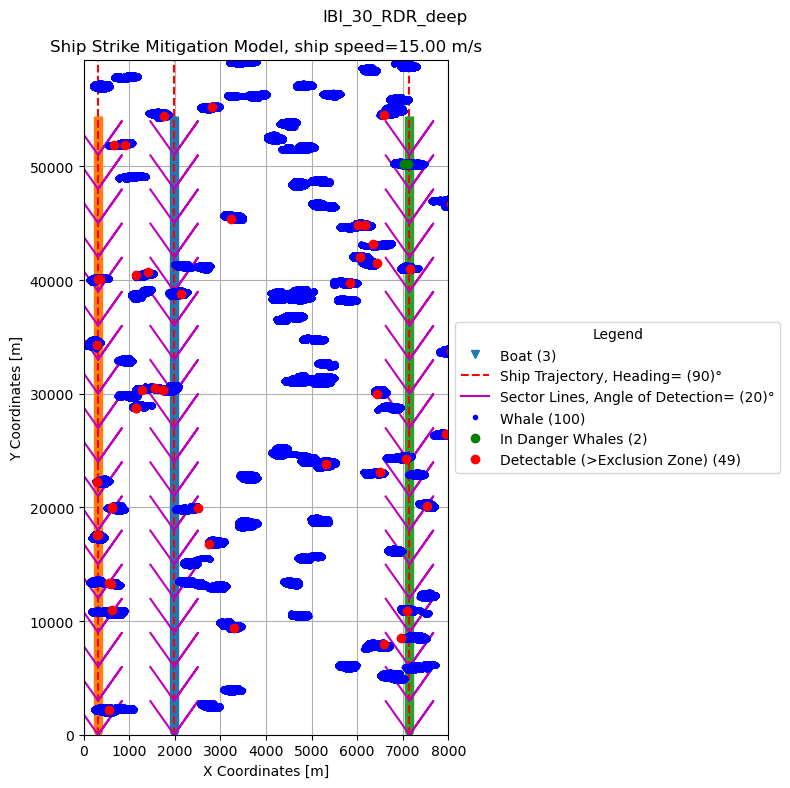 IBI_30_RDR_deep
Ship Strike Mitigation Model, ship speed=15.00 m/s
50000
40000
30000
20000
10000
0
Y Coordinates [m]
0 1000 2000 3000 4000 5000 6000 7000 8000
X Coordinates [m]
Legend
Boat (3)
Ship Trajectory, Heading= (90)°
Sector Lines, Angle of Detection= (20)°
Whale (100)
In Danger Whales (2)
Detectable (>Exclusion Zone) (49)